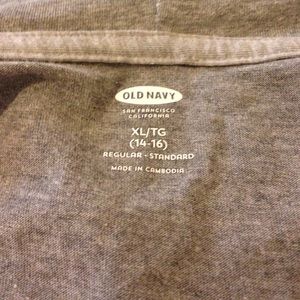 OLD NAVY
SAN FRANCISCO
CALIFORNIA
XL/TG
(14-16)
REGULAR - STANDARD
MADE IN CAMBODIA